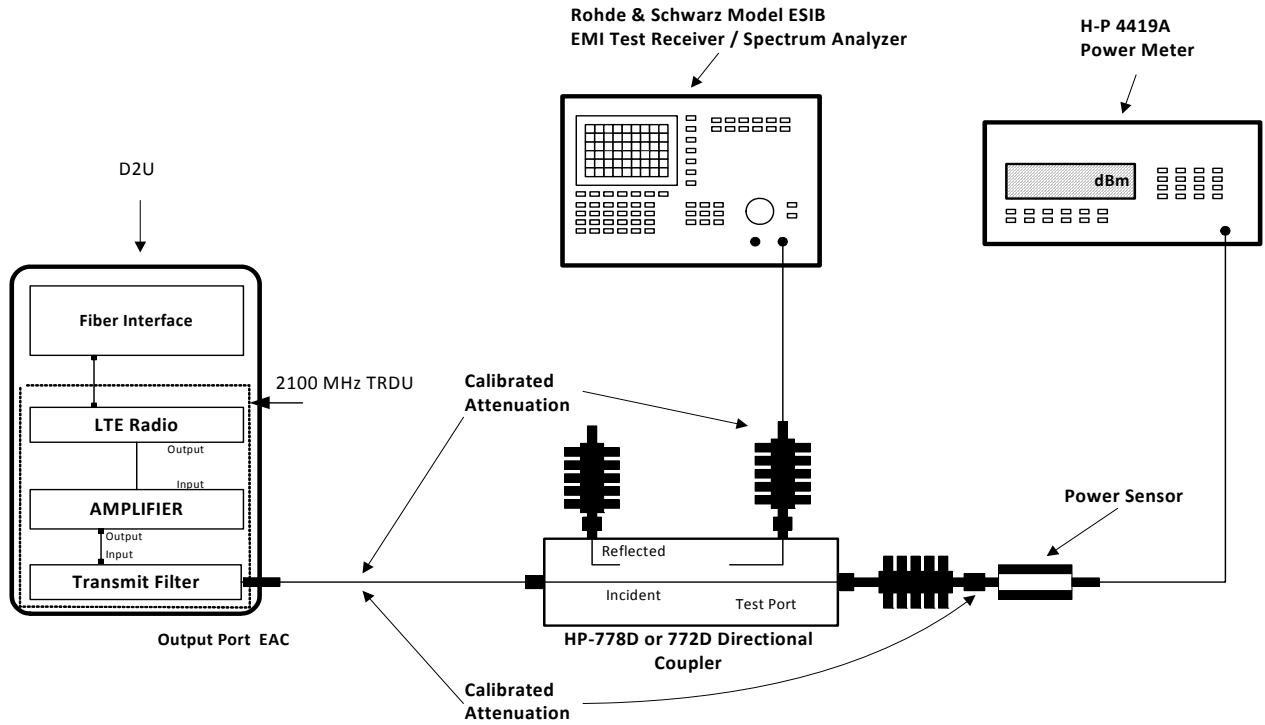 Rohde & Schwarz Model ESIB
EMI Test Receiver / Spectrum Analyzer
H-P 4419A
Power Meter
dBm
D2U
Fiber Interface
2100 MHz TRDU
LTE Radio
Output
Input
AMPLIFIER
Output
Input
Transmit Filter
Output Port EAC
Calibrated
Attenuation
Reflected
Incident
Test Port
HP-778D or 772D Directional
Coupler
Power Sensor
Calibrated
Attenuation